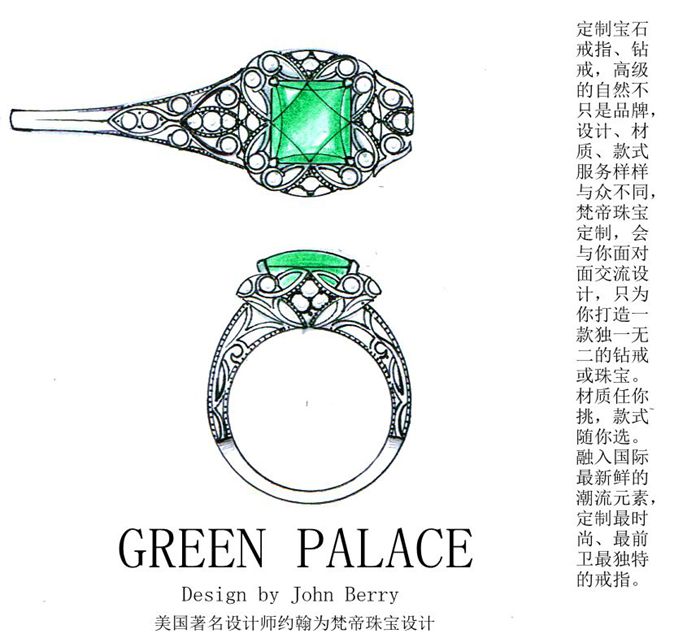 定制宝石
戒指、钻
戒，高级
的自然不
只是品牌，
设计、材
质、款式
服务样样
与众不同，
梵帝珠宝
定制，会
与你面对
面交流设
计，只为
你打造一
款独一无
二的钻戒
或珠宝。
材质任你
挑，款式
随你选。
融入国际
最新鲜的
潮流元素，
定制最时
尚、最前
卫最独特
的戒指。
GREEN PALACE
Design by John Berry
美国著名设计师约翰为梵帝珠宝设计